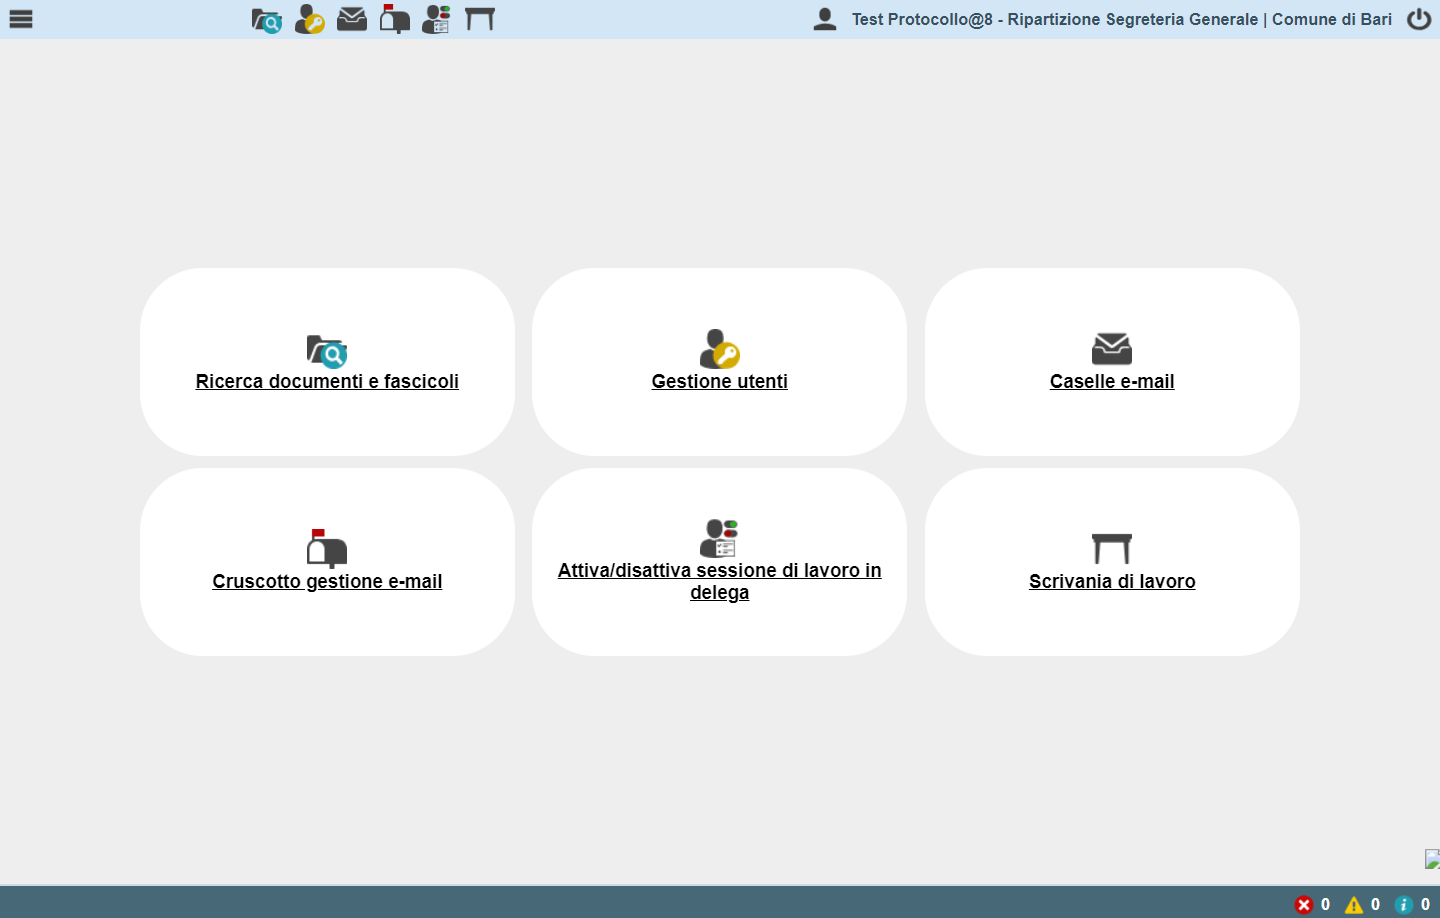 Test Protocollo@8 - Ripartizione Segreteria Generale | Comune di Bari
Ricerca documenti e fascicoli
Gestione utenti
Caselle e-mail
Cruscotto gestione e-mail
Attiva/disattiva sessione di lavoro in
delega
Scrivania di lavoro
0 0 0